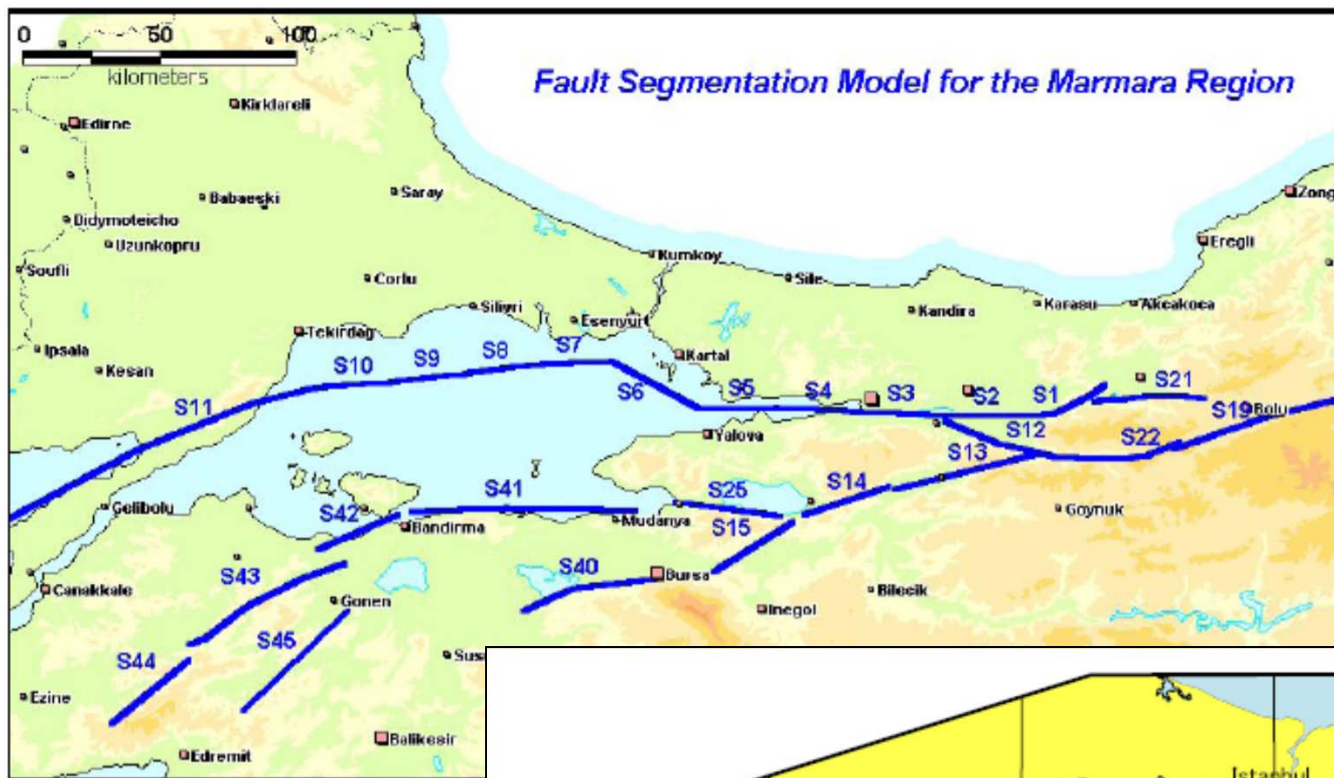 0 50 100
kilometers
Fault Segmentation Model for the Marmara Region
Kirklareli
Edirne
Babaeski
Saray
Zong
Didymoteicho
Uzunkopru
Eregli
Kumkoy
Soufli
Corlu
Sile
Siliyri
Esenyurt
Kandira
Karasu
Akcakoca
Tekirdag
Ipsala
Kesan
Kartal
S10
S9
S8
S7
S6
S5
S4
S3
S2
S1
S21
S11
S19
Bolu
Yalova
S12
S22
S13
S14
S41
S25
Gelibolu
S42
Bandirma
Mudanya
S15
Goynuk
S43
S40
Bursa
Canakkale
Gonen
Bilecik
Inegol
S45
S44
Sus
Ezine
Balikesir
Edremit
Istanbul